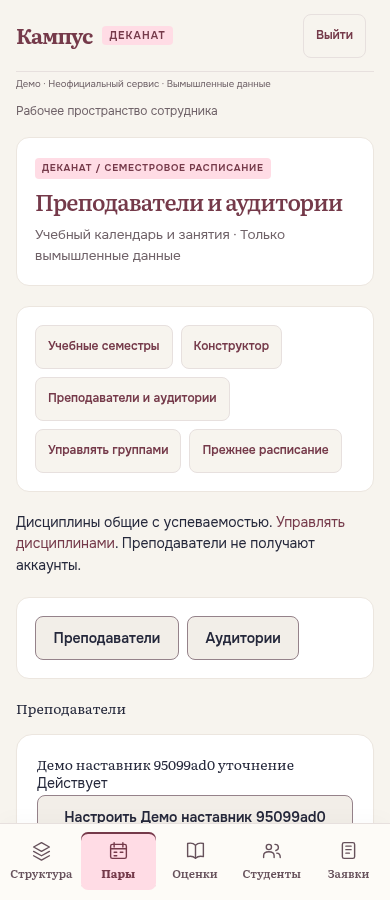 Кампус ДЕКАНАТ Выйти
Демо · Неофициальный сервис · Вымышленные данные
Рабочее пространство сотрудника
ДЕКАНАТ / СЕМЕСТРОВОЕ РАСПИСАНИЕ
Преподаватели и аудитории
Учебный календарь и занятия · Только
вымышленные данные
Учебные семестры Конструктор
Преподаватели и аудитории
Управлять группами Прежнее расписание
Дисциплины общие с успеваемостью. Управлять
дисциплинами. Преподаватели не получают
аккаунты.
Преподаватели Аудитории
Преподаватели
Демо наставник 95099ad0 уточнение
Действует
Настроить Демо наставник 95099ad0
Структура Пары Оценки Студенты Заявки